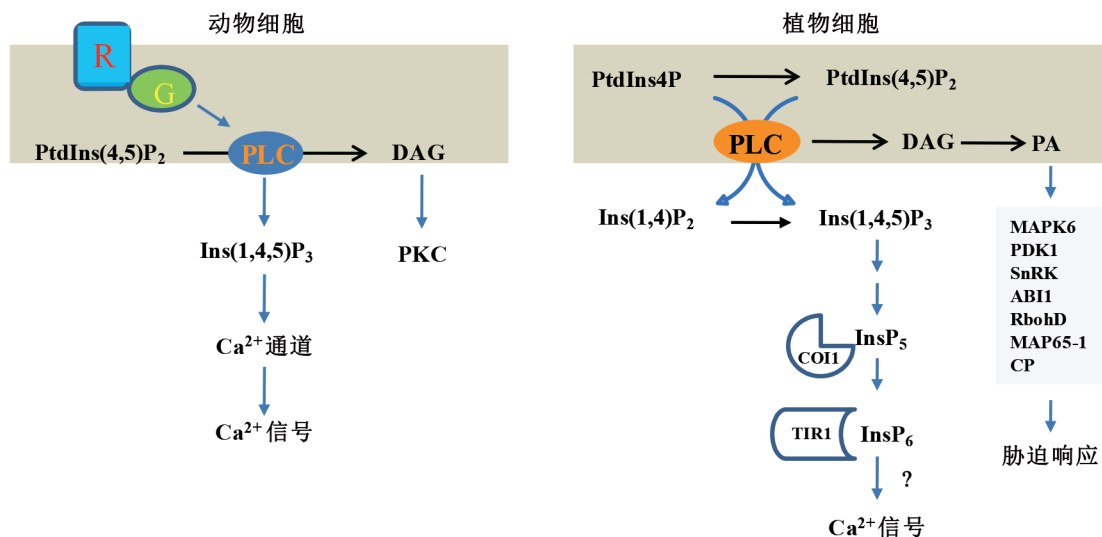 动物细胞
R
G
PtdIns(4,5)P₂
PLC
DAG
Ins(1,4,5)P₃
PKC
Ca²⁺通道
Ca²⁺信号
植物细胞
PtdIns4P
PtdIns(4,5)P₂
PLC
DAG
PA
Ins(1,4)P₂
Ins(1,4,5)P₃
COI1
InsP₅
TIR1
InsP₆
?
Ca²⁺信号
MAPK6
PDK1
SnRK
ABI1
RbohD
MAP65-1
CP
胁迫响应